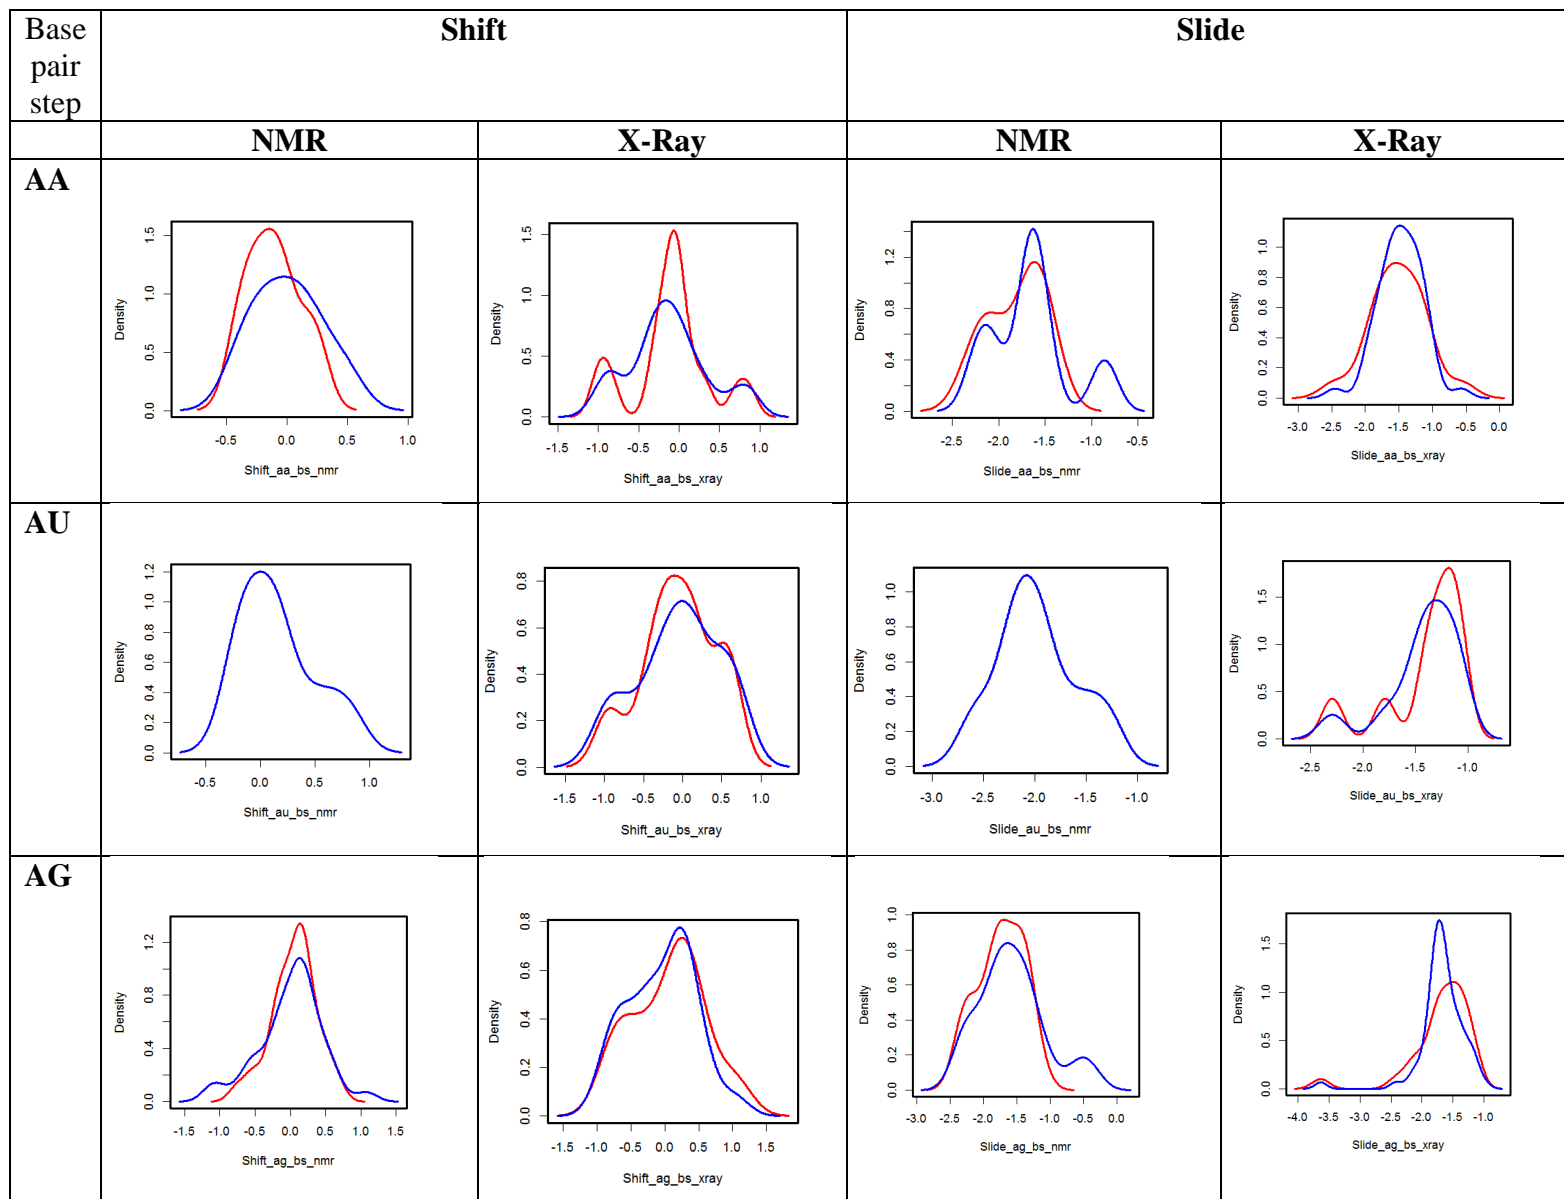 Base pair step
Shift
Slide
NMR
X-Ray
NMR
X-Ray
AA
Density
0.0 0.5 1.0 1.5
-0.5 0.0 0.5 1.0
Shift_aa_bs_nmr
Density
0.0 0.5 1.0 1.5
-1.5 -1.0 -0.5 0.0 0.5 1.0
Shift_aa_bs_xray
Density
0.0 0.4 0.8 1.2
-2.5 -2.0 -1.5 -1.0 -0.5
Slide_aa_bs_nmr
Density
0.0 0.2 0.4 0.6 0.8 1.0
-3.0 -2.5 -2.0 -1.5 -1.0 -0.5 0.0
Slide_aa_bs_xray
AU
Density
0.0 0.2 0.4 0.6 0.8 1.0 1.2
-0.5 0.0 0.5 1.0
Shift_au_bs_nmr
Density
0.0 0.2 0.4 0.6 0.8
-1.5 -1.0 -0.5 0.0 0.5 1.0
Shift_au_bs_xray
Density
0.0 0.2 0.4 0.6 0.8 1.0
-3.0 -2.5 -2.0 -1.5 -1.0
Slide_au_bs_nmr
Density
0.0 0.5 1.0 1.5
-2.5 -2.0 -1.5 -1.0
Slide_au_bs_xray
AG
Density
0.0 0.4 0.8 1.2
-1.5 -1.0 -0.5 0.0 0.5 1.0 1.5
Shift_ag_bs_nmr
Density
0.0 0.2 0.4 0.6 0.8
-1.5 -1.0 -0.5 0.0 0.5 1.0 1.5
Shift_ag_bs_xray
Density
0.0 0.2 0.4 0.6 0.8 1.0
-3.0 -2.5 -2.0 -1.5 -1.0 -0.5 0.0
Slide_ag_bs_nmr
Density
0.0 0.5 1.0 1.5
-4.0 -3.5 -3.0 -2.5 -2.0 -1.5 -1.0
Slide_ag_bs_xray